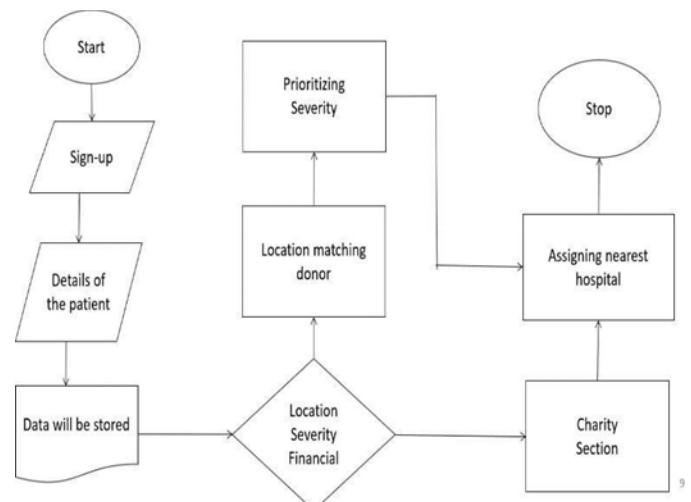 Start
Sign-up
Details of
the patient
Data will be stored
Prioritizing
Severity
Location matching
donor
Location
Severity
Financial
Stop
Assigning nearest
hospital
Charity
Section
9